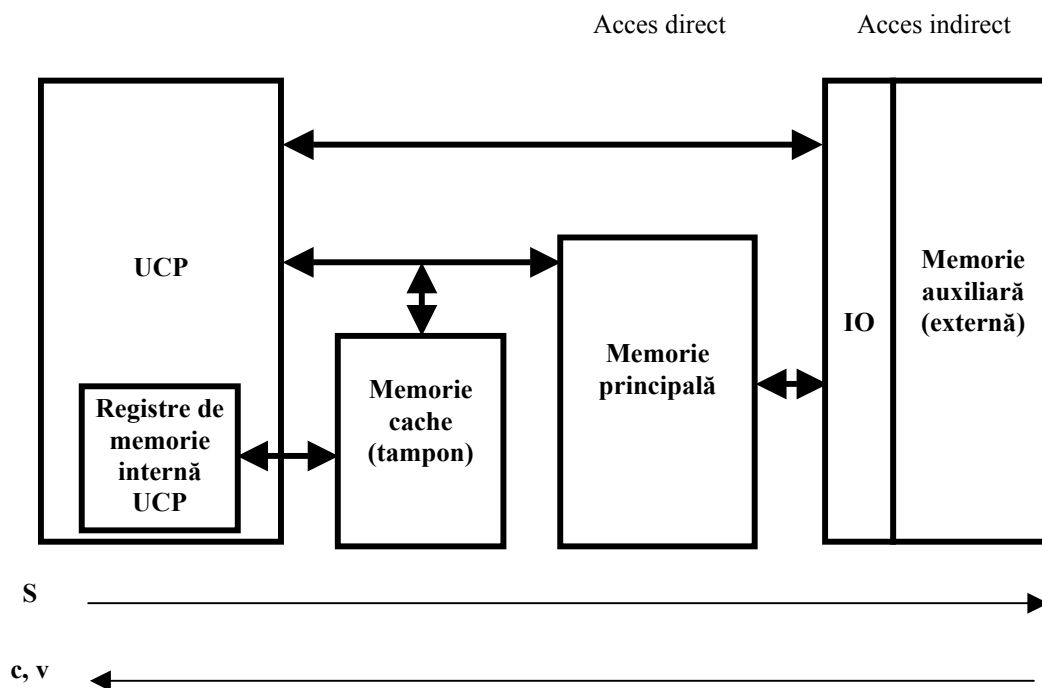 Acces direct
Acces indirect
UCP
Registre de
memorie
internă
UCP
Memorie
cache
(tampon)
Memorie
principală
IO
Memorie
auxiliară
(externă)
S
c, v